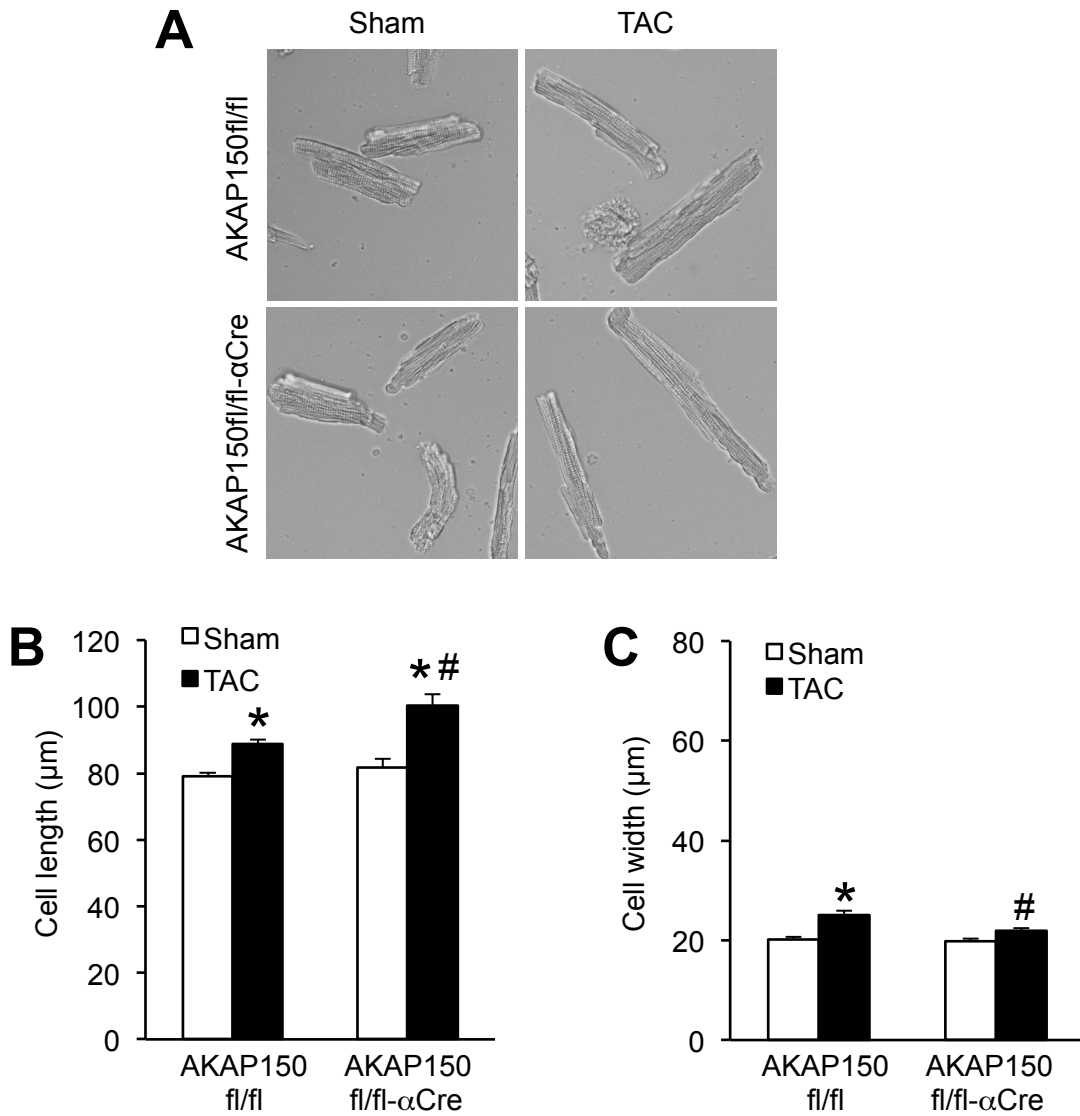 A
Sham TAC
AKAP150fl/fl
AKAP150fl/fl-αCre
B
120
100
80
60
40
20
0
Cell length (µm)
Sham
TAC
*
* #
AKAP150 AKAP150
fl/fl fl/fl-αCre
C
80
60
40
20
0
Cell width (µm)
Sham
TAC
*
#
AKAP150 AKAP150
fl/fl fl/fl-αCre